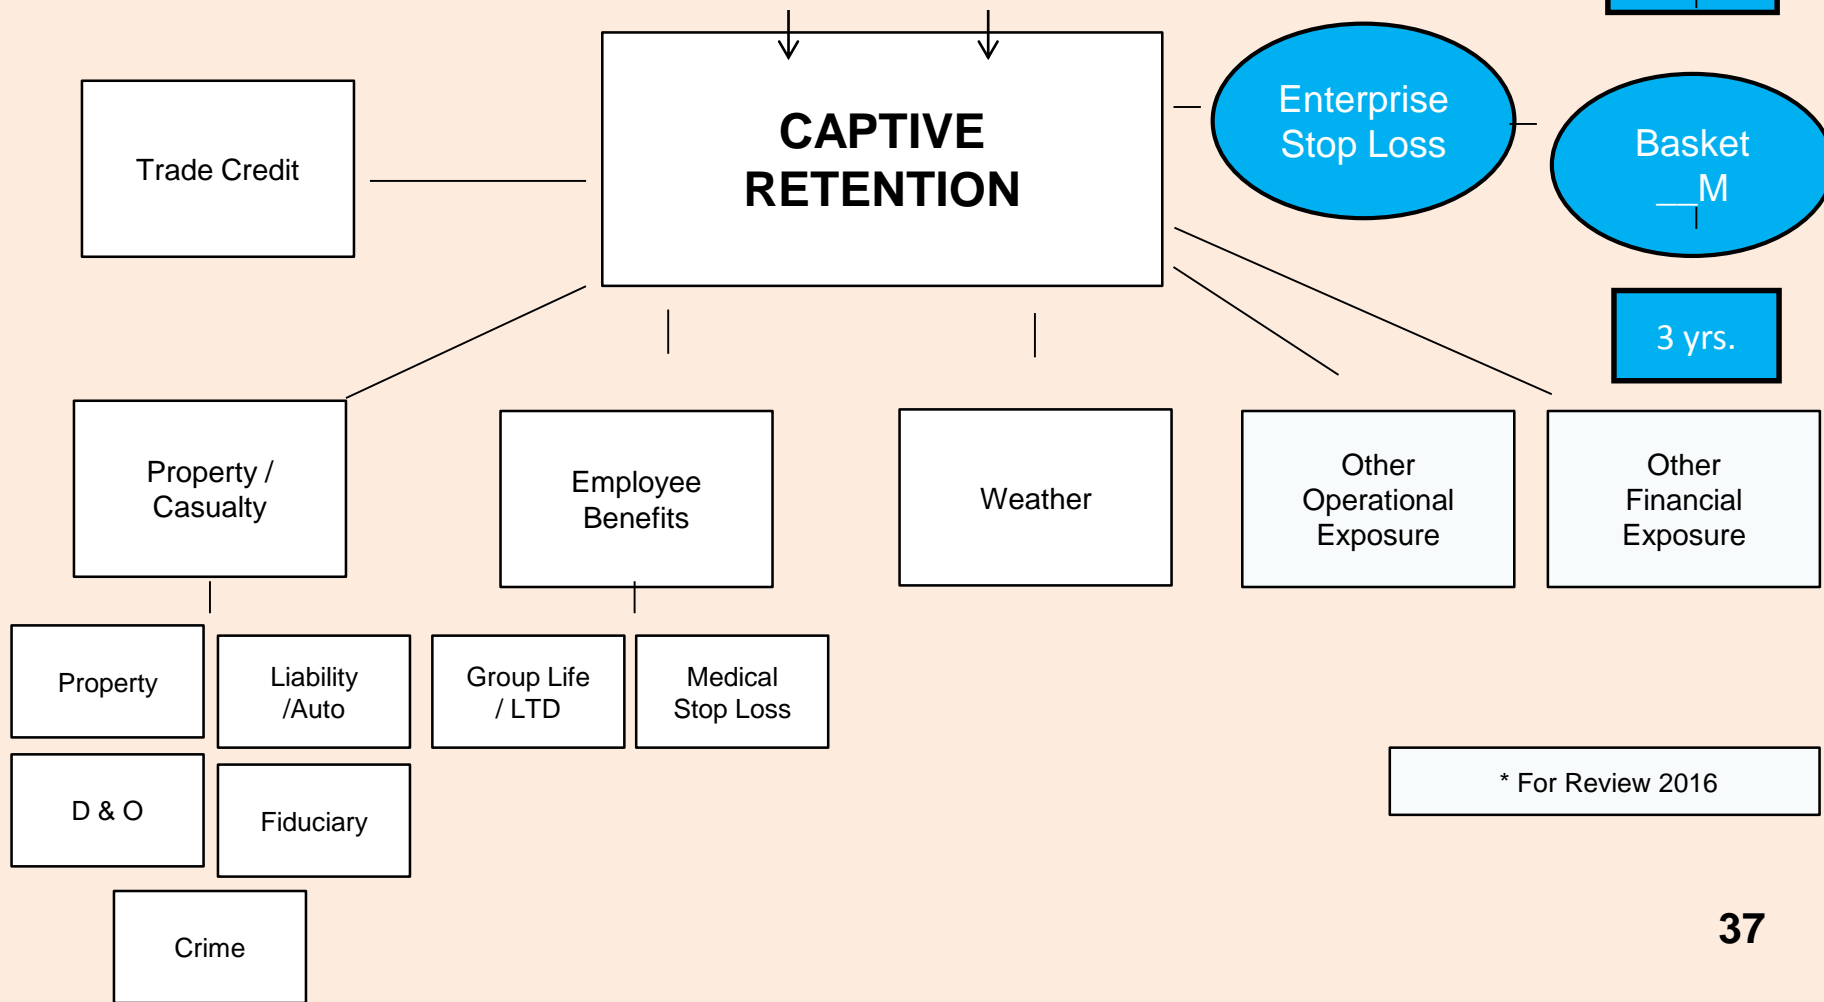 CAPTIVE
RETENTION
Enterprise
Stop Loss
Basket
__M
Trade Credit
3 yrs.
Property /
Casualty
Employee
Benefits
Weather
Other
Operational
Exposure
Other
Financial
Exposure
Property
Liability
/Auto
Group Life
/ LTD
Medical
Stop Loss
D & O
Fiduciary
* For Review 2016
Crime
37